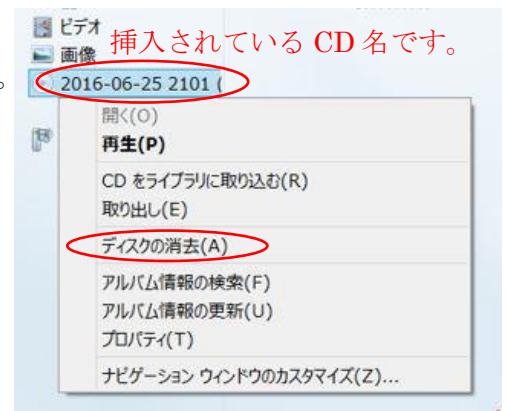 ビデオ
挿入されている CD 名です。
画像
。
2016-06-25 2101 (
開く(O)
再生(P)
CD をライブラリに取り込む(R)
取り出し(E)
ディスクの消去(A)
アルバム情報の検索(F)
アルバム情報の更新(U)
プロパティ(T)
ナビゲーション ウィンドウのカスタマイズ(Z)...